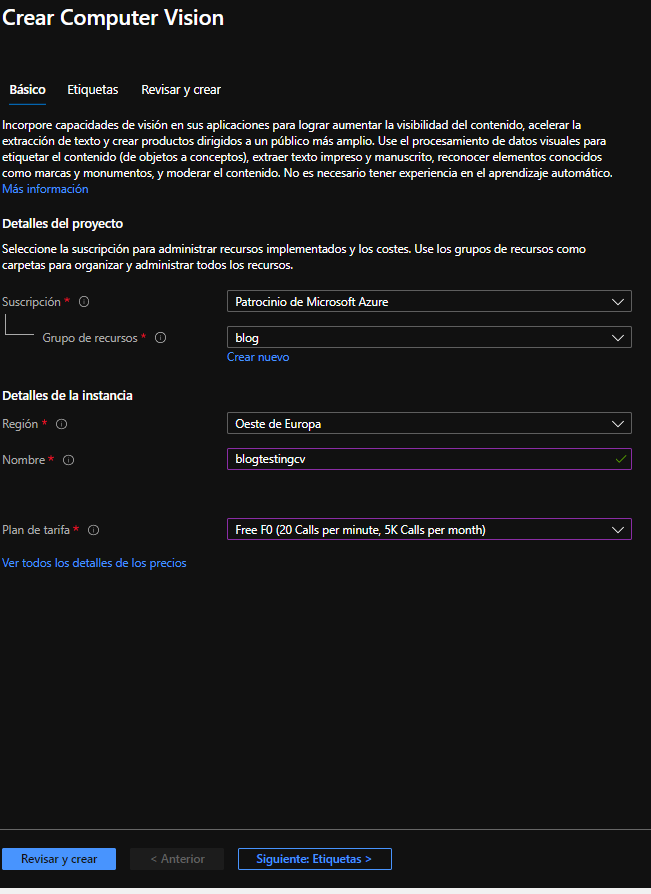 Crear Computer Vision
Básico Etiquetas Revisar y crear
Incorpore capacidades de visión en sus aplicaciones para lograr aumentar la visibilidad del contenido, acelerar la
extracción de texto y crear productos dirigidos a un público más amplio. Use el procesamiento de datos visuales para
etiquetar el contenido (de objetos a conceptos), extraer texto impreso y manuscrito, reconocer elementos conocidos
como marcas y monumentos, y moderar el contenido. No es necesario tener experiencia en el aprendizaje automático.
Más información
Detalles del proyecto
Seleccione la suscripción para administrar recursos implementados y los costes. Use los grupos de recursos como
carpetas para organizar y administrar todos los recursos.
Suscripción * Patrocinio de Microsoft Azure
Grupo de recursos * blog
Crear nuevo
Detalles de la instancia
Región * Oeste de Europa
Nombre * blogtestingcv
Plan de tarifa * Free F0 (20 Calls per minute, 5K Calls per month)
Ver todos los detalles de los precios
Revisar y crear < Anterior Siguiente: Etiquetas >